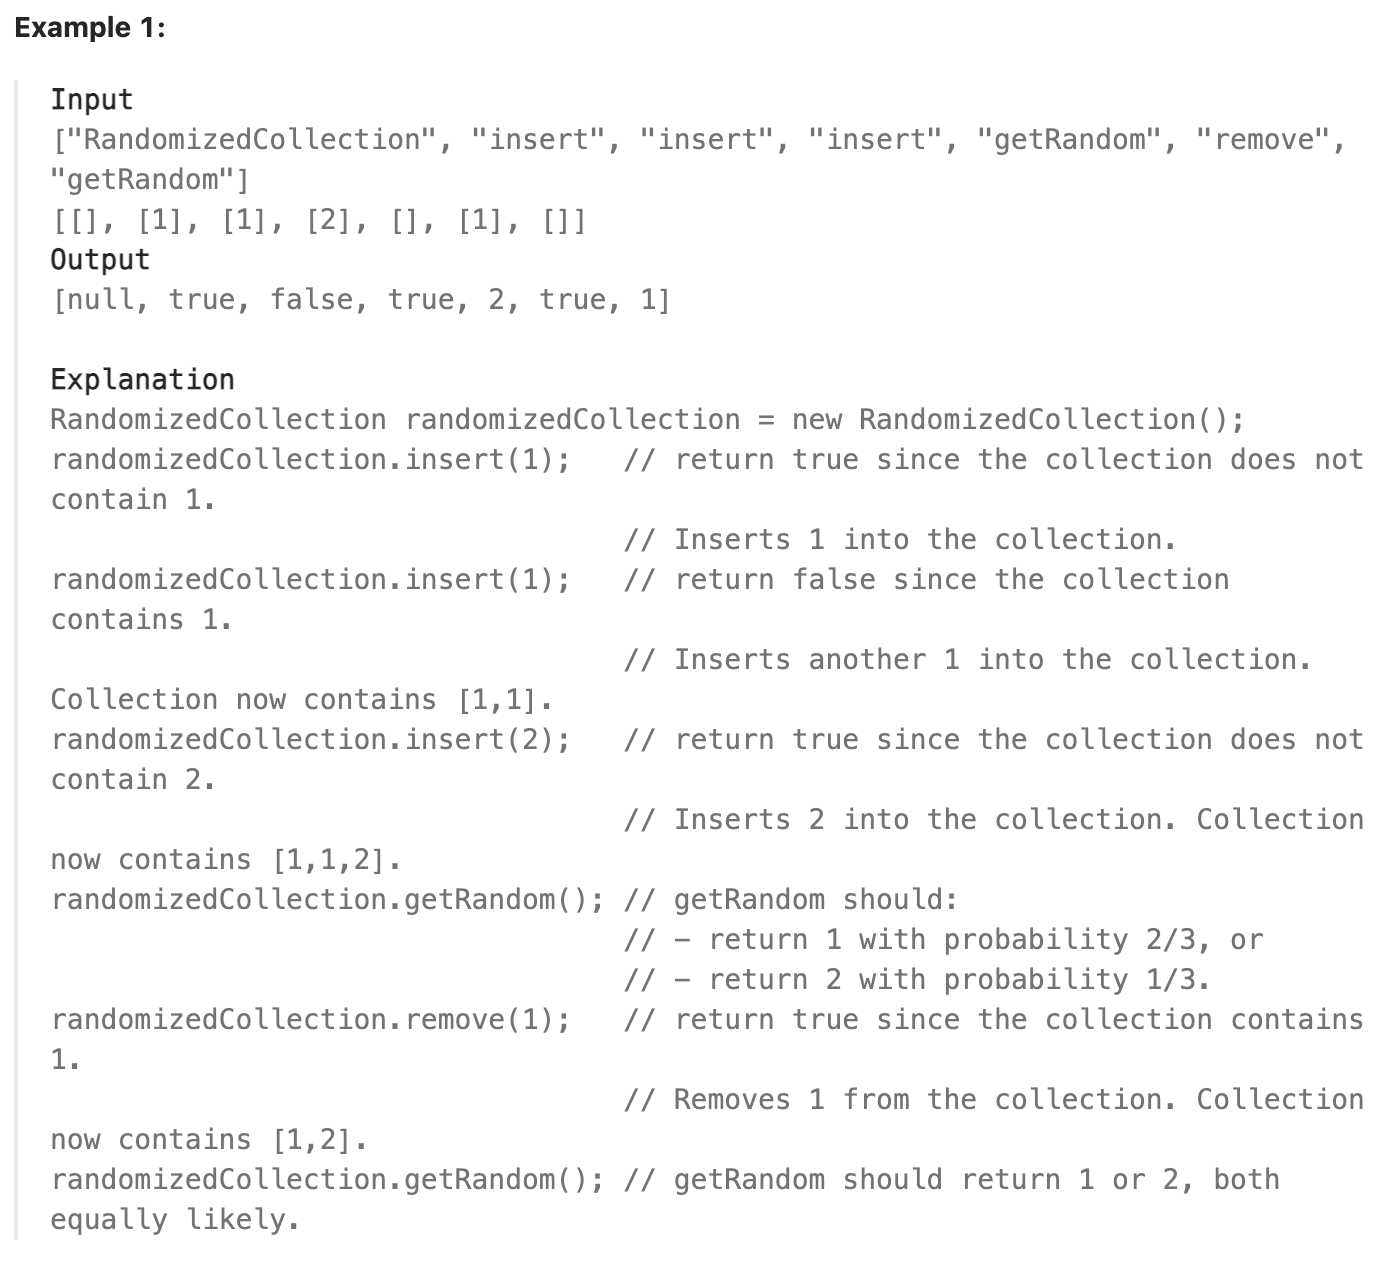 Example 1:
Input
["RandomizedCollection", "insert", "insert", "insert", "getRandom", "remove",
"getRandom"]
[[], [1], [1], [2], [], [1], []]
Output
[null, true, false, true, 2, true, 1]
Explanation
RandomizedCollection randomizedCollection = new RandomizedCollection();
randomizedCollection.insert(1);   // return true since the collection does not
contain 1.
                                  // Inserts 1 into the collection.
randomizedCollection.insert(1);   // return false since the collection
contains 1.
                                  // Inserts another 1 into the collection.
Collection now contains [1,1].
randomizedCollection.insert(2);   // return true since the collection does not
contain 2.
                                  // Inserts 2 into the collection. Collection
now contains [1,1,2].
randomizedCollection.getRandom(); // getRandom should:
                                  // - return 1 with probability 2/3, or
                                  // - return 2 with probability 1/3.
randomizedCollection.remove(1);   // return true since the collection contains
1.
                                  // Removes 1 from the collection. Collection
now contains [1,2].
randomizedCollection.getRandom(); // getRandom should return 1 or 2, both
equally likely.